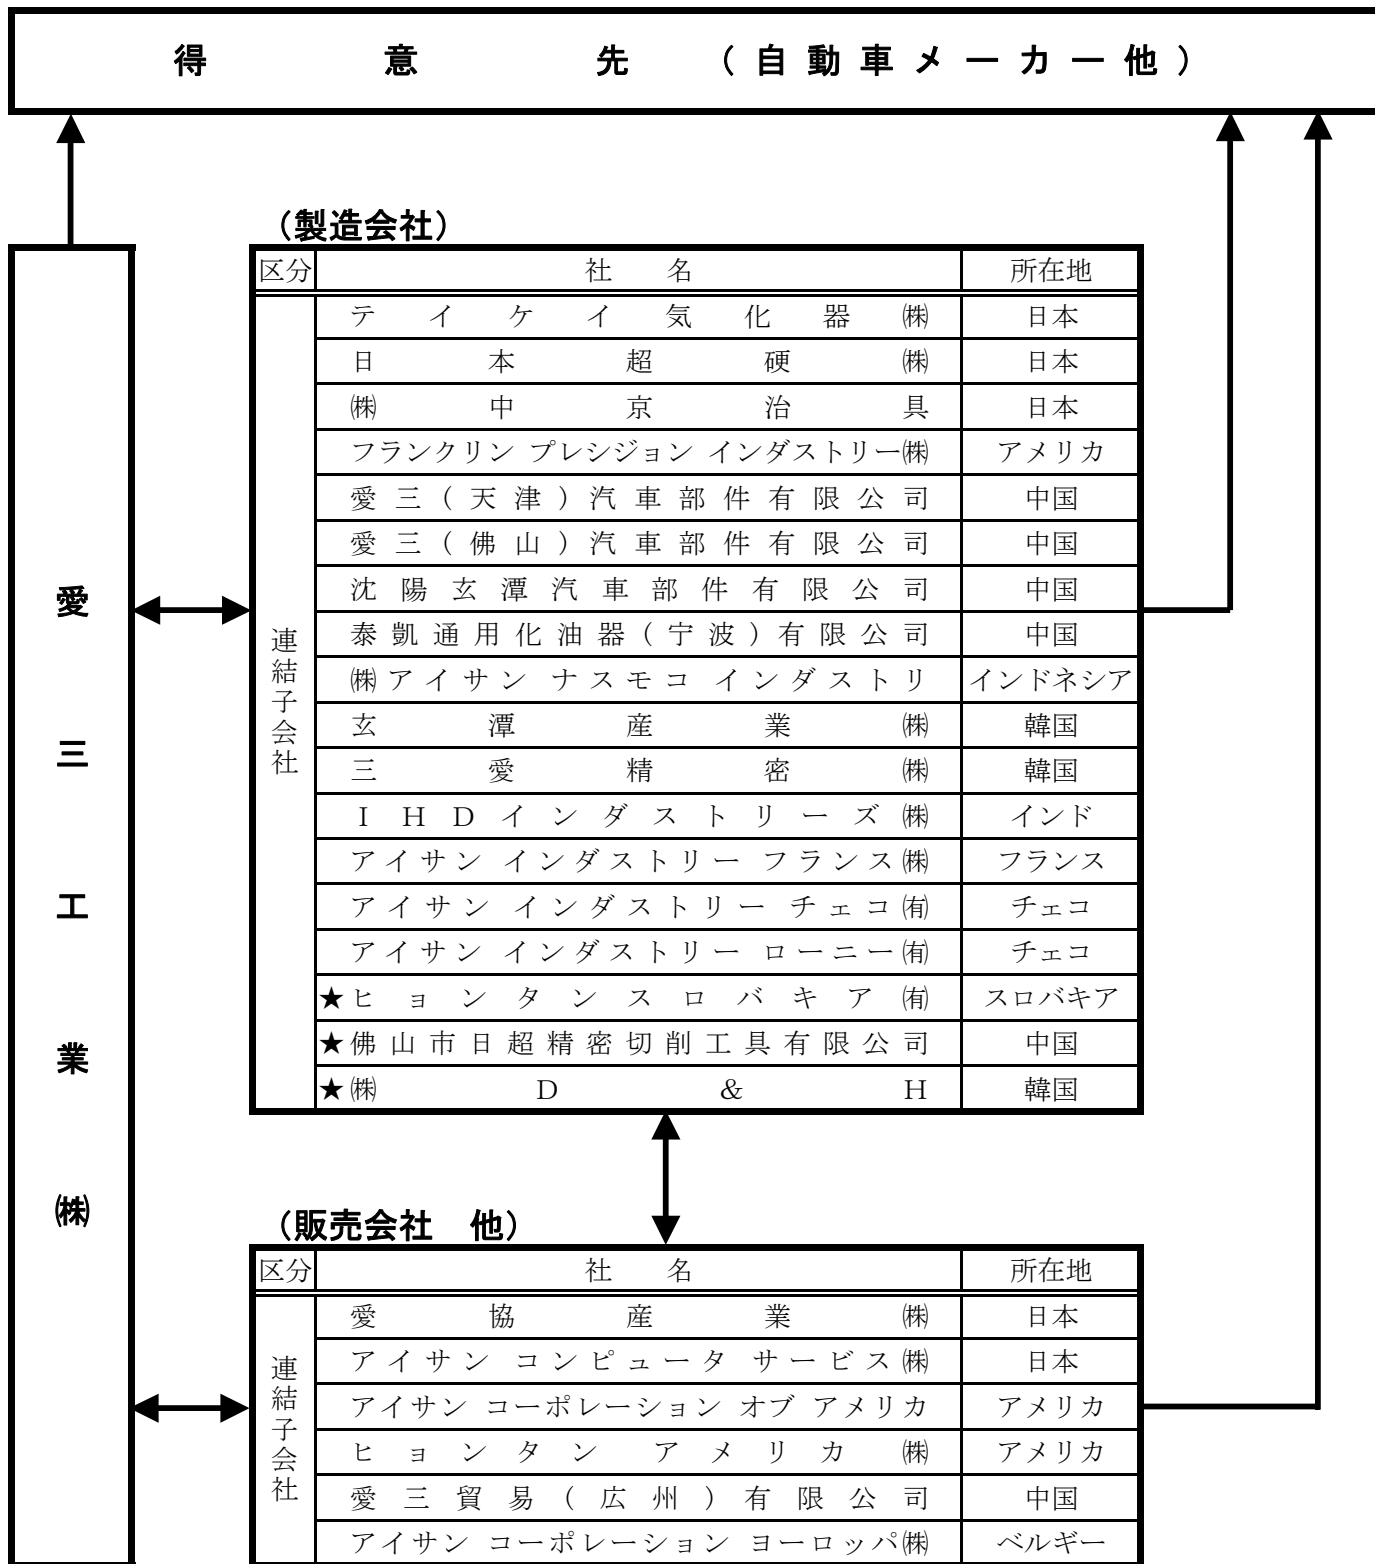 得意先（自動車メーカー他）
愛三工業㈱
（製造会社）
区分 社名 所在地
連結子会社
テイケイ気化器㈱ 日本
日本超硬㈱ 日本
㈱中京治具 日本
フランクリン プレシジョン インダストリー㈱ アメリカ
愛三（天津）汽車部件有限公司 中国
愛三（佛山）汽車部件有限公司 中国
沈陽玄潭汽車部件有限公司 中国
泰凱通用化油器（宁波）有限公司 中国
㈱アイサン ナスモコ インダストリ インドネシア
玄潭産業㈱ 韓国
三愛精密㈱ 韓国
ＩＨＤインダストリーズ㈱ インド
アイサン インダストリー フランス㈱ フランス
アイサン インダストリー チェコ㈲ チェコ
アイサン インダストリー ローニー㈲ チェコ
★ヒョンタンスロバキア㈲ スロバキア
★佛山市日超精密切削工具有限公司 中国
★㈱Ｄ＆Ｈ 韓国
（販売会社 他）
区分 社名 所在地
連結子会社
愛協産業㈱ 日本
アイサン コンピュータ サービス㈱ 日本
アイサン コーポレーション オブ アメリカ アメリカ
ヒョンタン アメリカ㈱ アメリカ
愛三貿易（広州）有限公司 中国
アイサン コーポレーション ヨーロッパ㈱ ベルギー